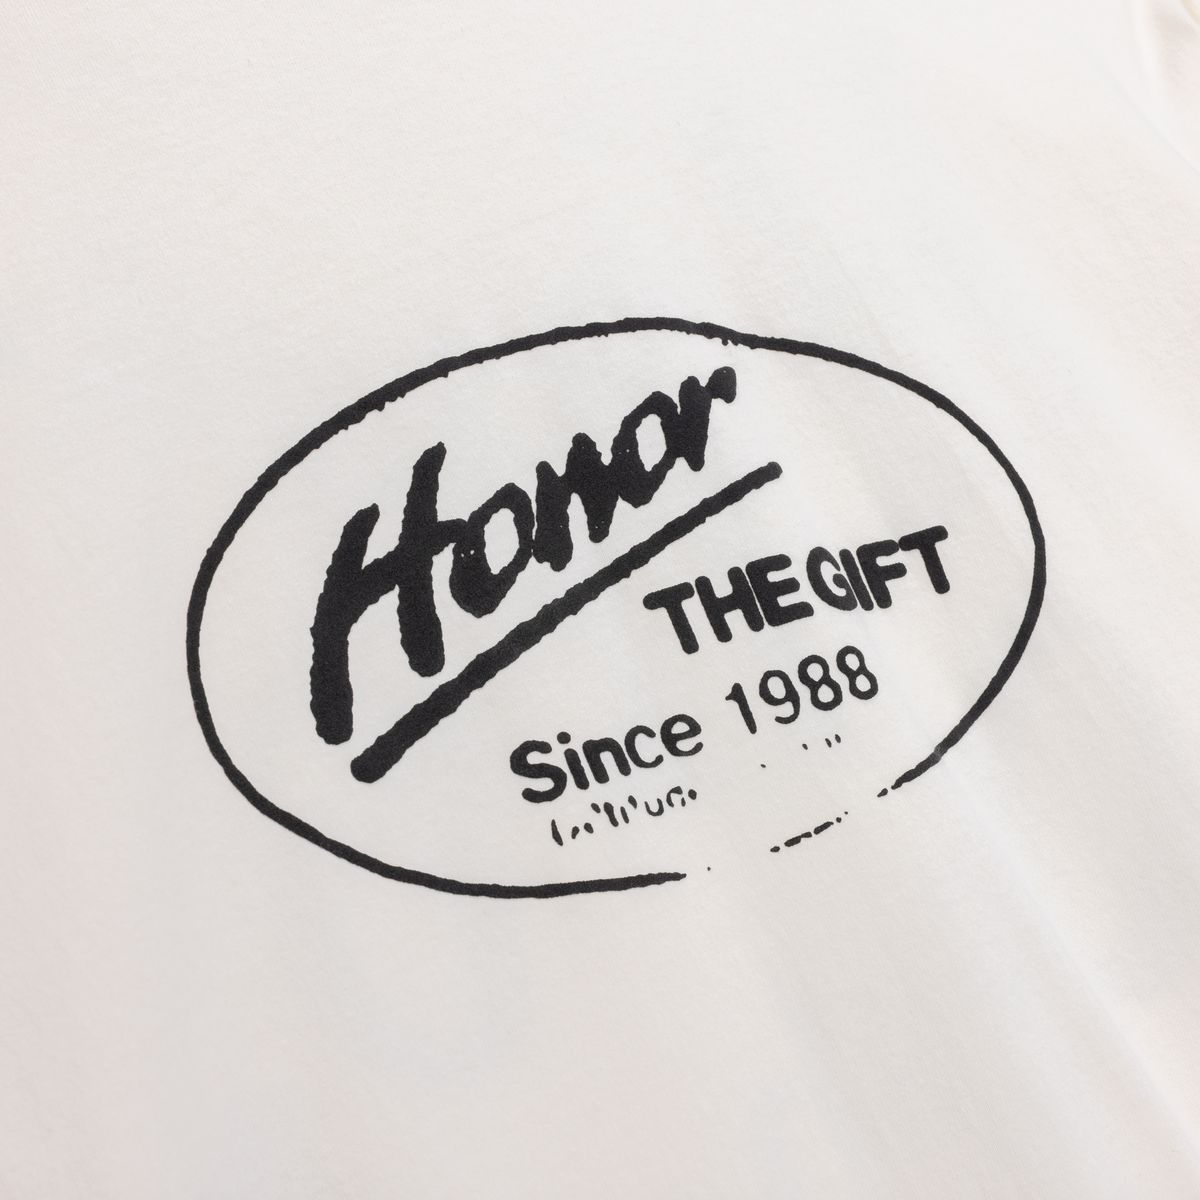 Honor
THE GIFT
Since 1988